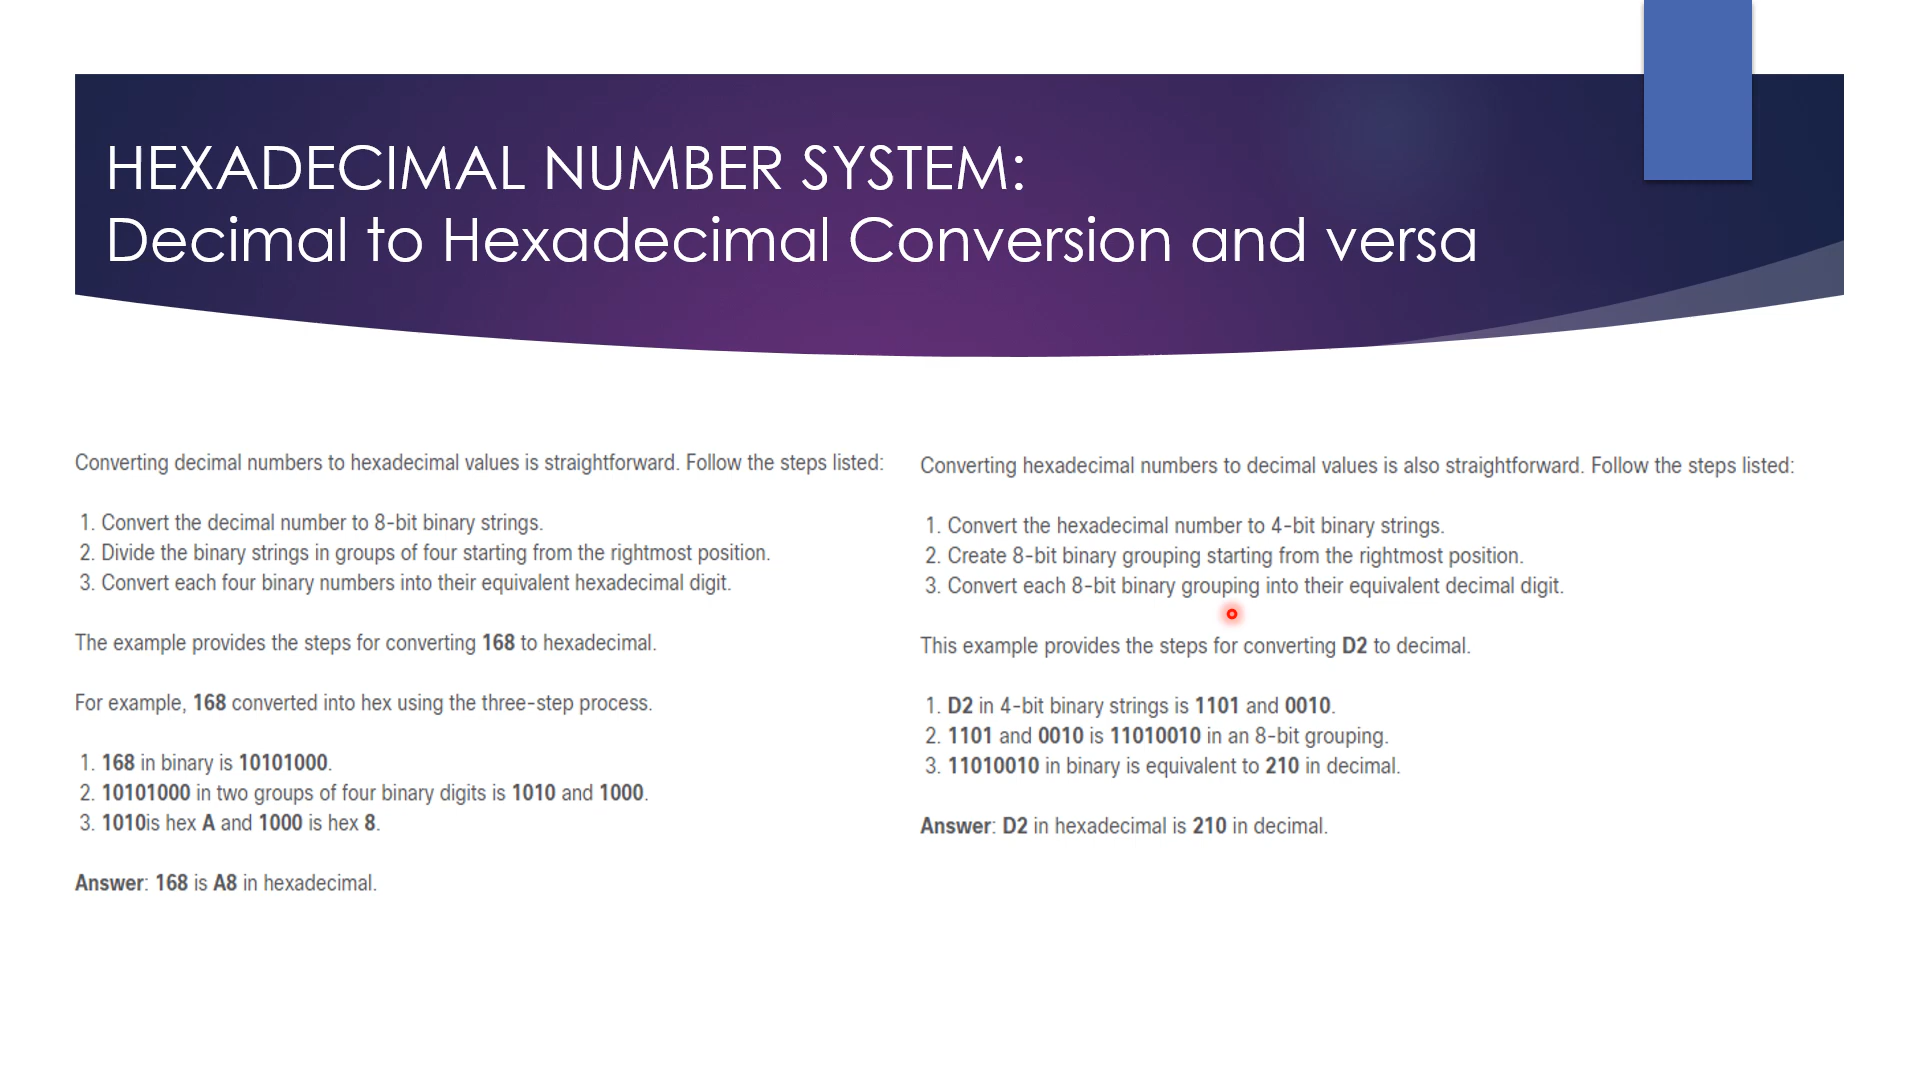 HEXADECIMAL NUMBER SYSTEM:
Decimal to Hexadecimal Conversion and versa
Converting decimal numbers to hexadecimal values is straightforward. Follow the steps listed:
1. Convert the decimal number to 8-bit binary strings.
2. Divide the binary strings in groups of four starting from the rightmost position.
3. Convert each four binary numbers into their equivalent hexadecimal digit.
The example provides the steps for converting 168 to hexadecimal.
For example, 168 converted into hex using the three-step process.
1. 168 in binary is 10101000.
2. 10101000 in two groups of four binary digits is 1010 and 1000.
3. 1010is hex A and 1000 is hex 8.
Answer: 168 is A8 in hexadecimal.
Converting hexadecimal numbers to decimal values is also straightforward. Follow the steps listed:
1. Convert the hexadecimal number to 4-bit binary strings.
2. Create 8-bit binary grouping starting from the rightmost position.
3. Convert each 8-bit binary grouping into their equivalent decimal digit.
This example provides the steps for converting D2 to decimal.
1. D2 in 4-bit binary strings is 1101 and 0010.
2. 1101 and 0010 is 11010010 in an 8-bit grouping.
3. 11010010 in binary is equivalent to 210 in decimal.
Answer: D2 in hexadecimal is 210 in decimal.